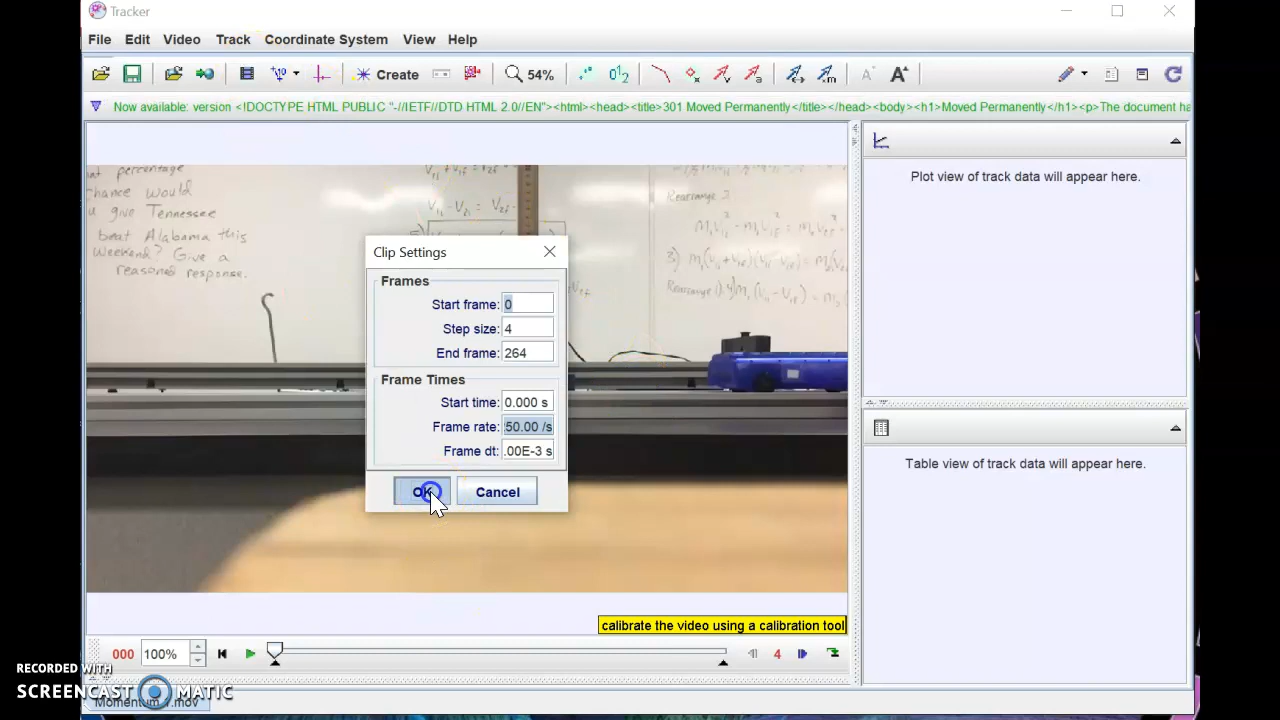 Tracker
File Edit Video Track Coordinate System View Help
Create 54%
Now available: version <!DOCTYPE HTML PUBLIC "-//IETF//DTD HTML 2.0//EN"><html><head><title>301 Moved Permanently</title></head><body><h1>Moved Permanently</h1><p>The document ha
Plot view of track data will appear here.
percentage
chance would
u give Tennessee
beat Alabama this
Weekend? Give a
reasoned response.
Rearrange
Clip Settings
Frames
Start frame: 0
Step size: 4
End frame: 264
Frame Times
Start time: 0.000 s
Frame rate: 50.00 /s
Frame dt: .00E-3 s
OK Cancel
Table view of track data will appear here.
calibrate the video using a calibration tool
000 100% 4
RECORDED WITH
SCREENCAST MATIC
Momentum 1.mov